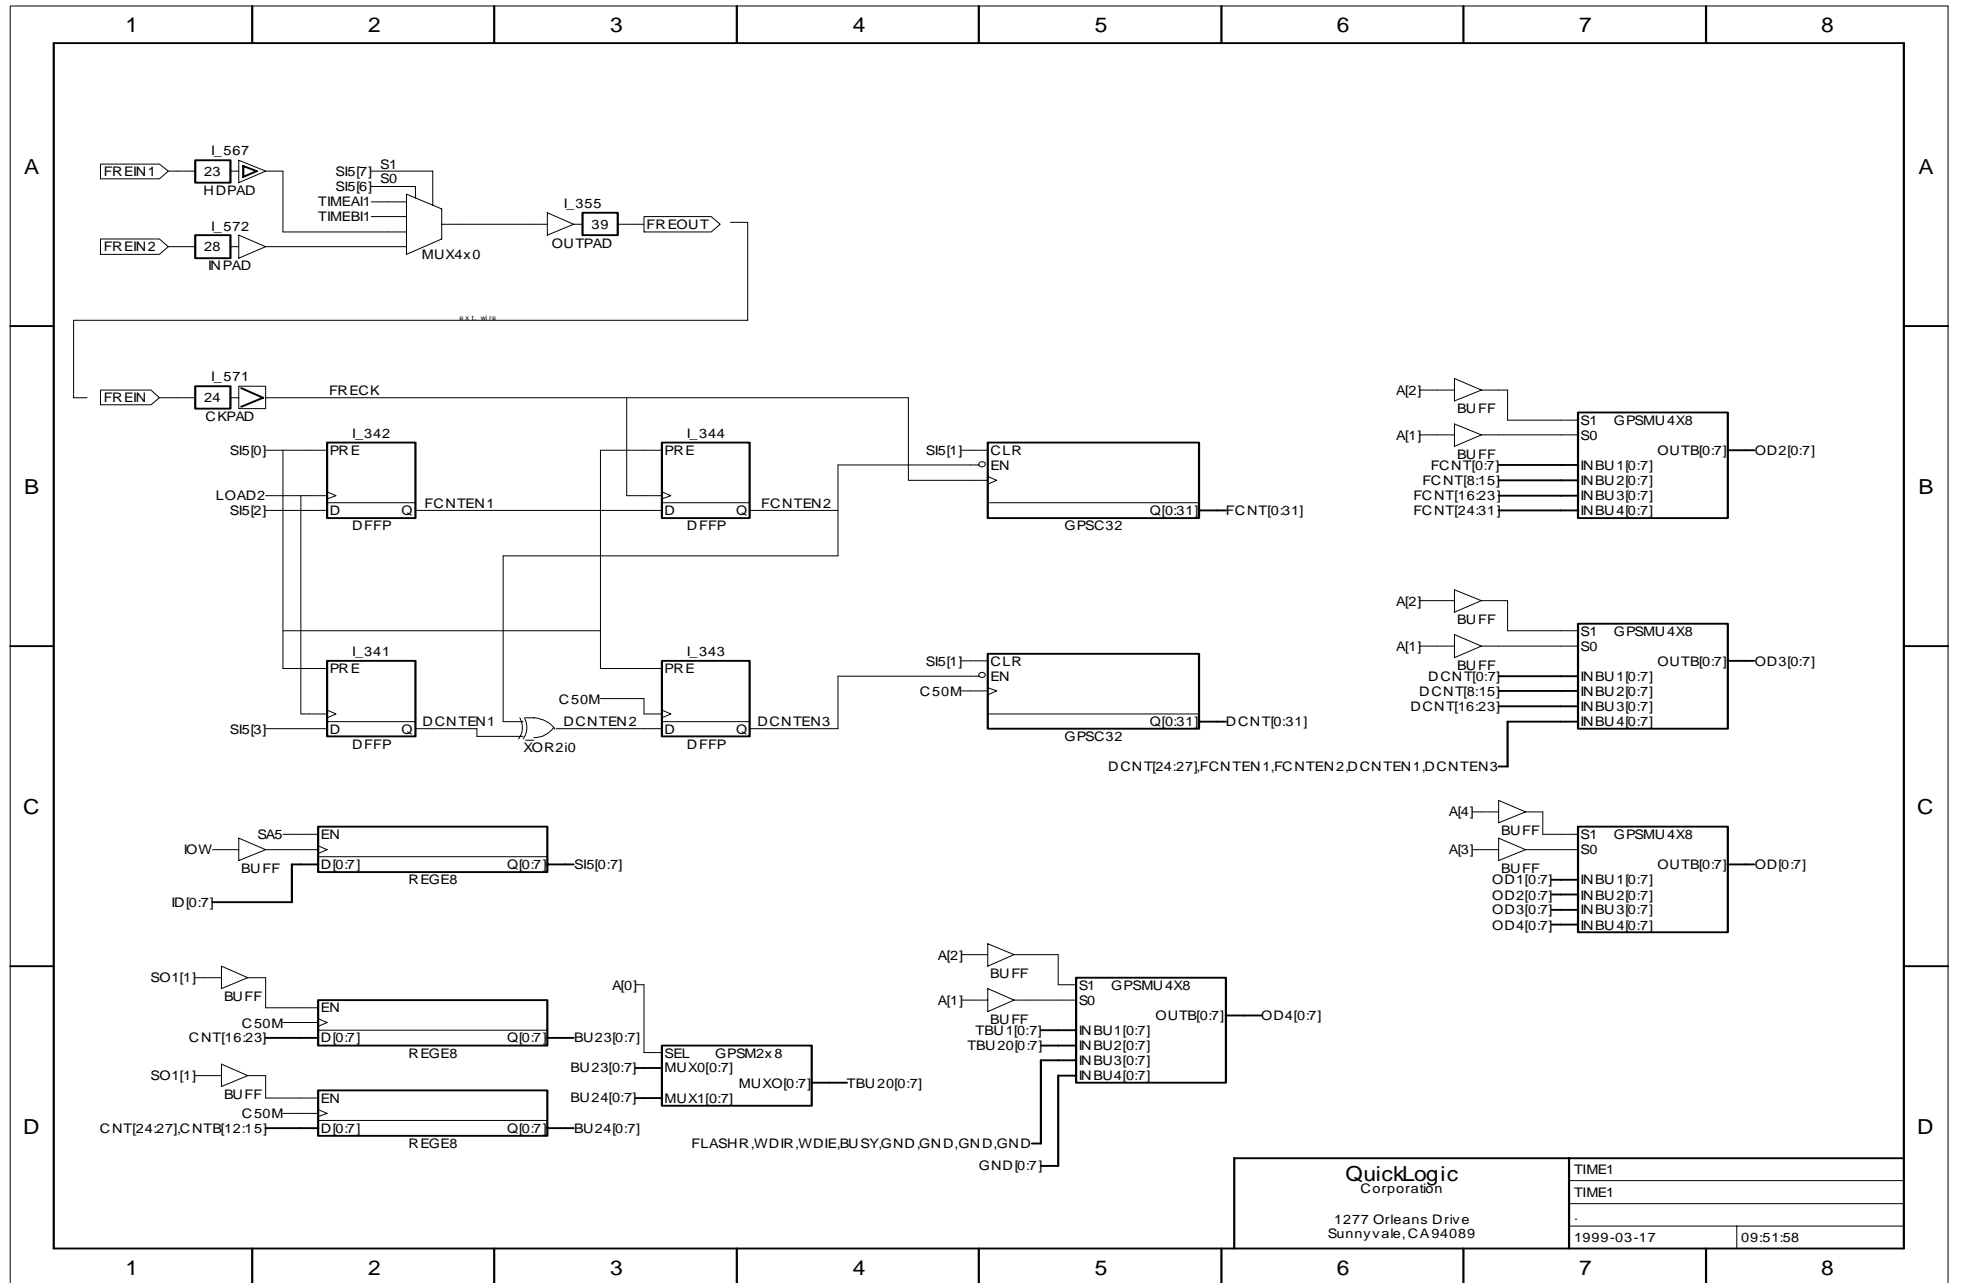 1 2 3 4 5 6 7 8
A A
I_567
FREIN1 23
HDPAD
SI5[7] S1
SI5[6] S0
TIMEAI1
TIMEBI1
MUX4x0
I_572
FREIN2 28
INPAD
I_355
39 FREOUT
OUTPAD
ext. wire
B B
I_571
FREIN 24 FRECK
CKPAD
I_342
SI5[0] PRE
LOAD2
SI5[2] D Q FCNTEN1
DFFP
I_344
PRE
D Q FCNTEN2
DFFP
SI5[1] CLR
EN
Q[0:31] FCNT[0:31]
GPSC32
A[2]
BUFF
A[1]
BUFF
S1 GPSMU4X8
S0
OUTB[0:7] OD2[0:7]
FCNT[0:7] INBU1[0:7]
FCNT[8:15] INBU2[0:7]
FCNT[16:23] INBU3[0:7]
FCNT[24:31] INBU4[0:7]
I_341
PRE
SI5[3] D Q DCNTEN1
DFFP
XOR2i0
DCNTEN2
I_343
PRE
C50M
D Q DCNTEN3
DFFP
SI5[1] CLR
EN
C50M
Q[0:31] DCNT[0:31]
GPSC32
A[2]
BUFF
A[1]
BUFF
S1 GPSMU4X8
S0
OUTB[0:7] OD3[0:7]
DCNT[0:7] INBU1[0:7]
DCNT[8:15] INBU2[0:7]
DCNT[16:23] INBU3[0:7]
INBU4[0:7]
DCNT[24:27],FCNTEN1,FCNTEN2,DCNTEN1,DCNTEN3
C C
SA5 EN
IOW
BUFF
D[0:7] Q[0:7] SI5[0:7]
REGE8
ID[0:7]
A[4]
BUFF
A[3]
BUFF
S1 GPSMU4X8
S0
OUTB[0:7] OD[0:7]
OD1[0:7] INBU1[0:7]
OD2[0:7] INBU2[0:7]
OD3[0:7] INBU3[0:7]
OD4[0:7] INBU4[0:7]
D D
SO1[1]
BUFF
EN
C50M
CNT[16:23] D[0:7] Q[0:7] BU23[0:7]
REGE8
SO1[1]
BUFF
EN
C50M
CNT[24:27],CNTB[12:15] D[0:7] Q[0:7] BU24[0:7]
REGE8
A[0]
SEL GPSM2x8
BU23[0:7] MUX0[0:7]
MUXO[0:7] TBU20[0:7]
BU24[0:7] MUX1[0:7]
A[2]
BUFF
A[1]
BUFF
S1 GPSMU4X8
S0
OUTB[0:7] OD4[0:7]
TBU1[0:7] INBU1[0:7]
TBU20[0:7] INBU2[0:7]
INBU3[0:7]
INBU4[0:7]
FLASHR,WDIR,WDIE,BUSY,GND,GND,GND,GND
GND[0:7]
QuickLogic
Corporation
1277 Orleans Drive
Sunnyvale, CA 94089
TIME1
TIME1
.
1999-03-17 09:51:58
1 2 3 4 5 6 7 8